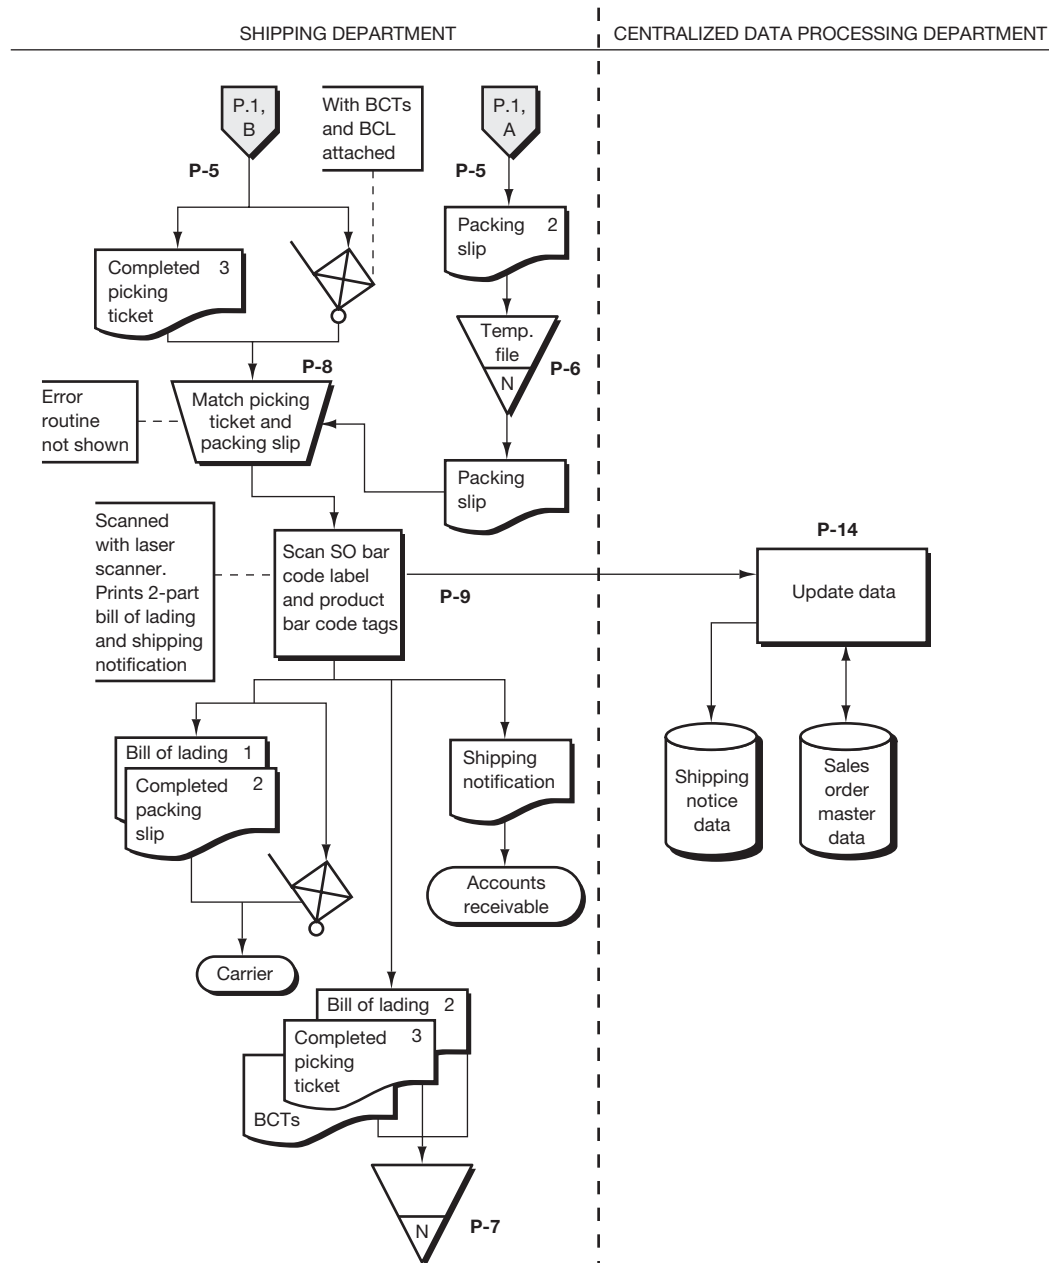 SHIPPING DEPARTMENT
CENTRALIZED DATA PROCESSING DEPARTMENT
P.1,
B
With BCTs
and BCL
attached
P.1,
A
P-5
P-5
Packing 2
slip
Completed 3
picking
ticket
Temp.
file
N
P-6
P-8
Error
routine
not shown
Match picking
ticket and
packing slip
Packing
slip
Scanned
with laser
scanner.
Prints 2-part
bill of lading
and shipping
notification
Scan SO bar
code label
and product
bar code tags
P-9
P-14
Update data
Bill of lading 1
Completed 2
packing
slip
Shipping
notification
Shipping
notice
data
Sales
order
master
data
Accounts
receivable
Carrier
Bill of lading 2
Completed 3
picking
ticket
BCTs
N
P-7